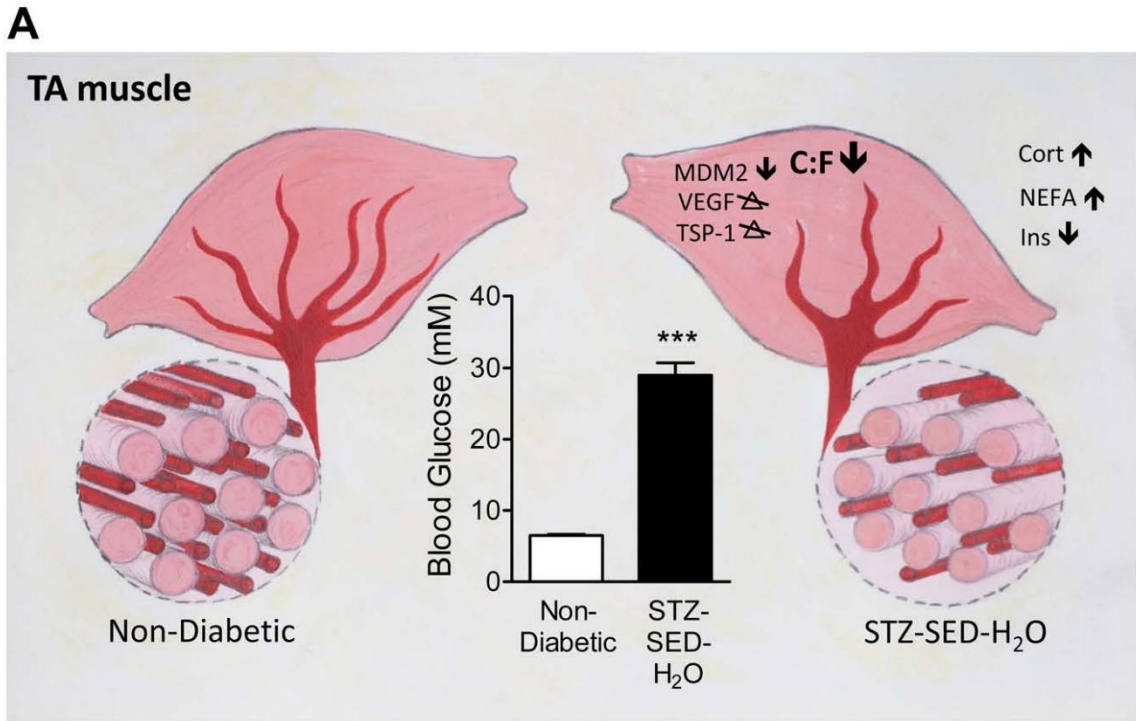 A
TA muscle
MDM2 ↓ C:F ↓
VEGF
TSP-1
Cort ↑
NEFA ↑
Ins ↓
Blood Glucose (mM)
40
30
20
10
0
***
Non-
Diabetic
STZ-
SED-
H₂O
Non-Diabetic
STZ-SED-H₂O